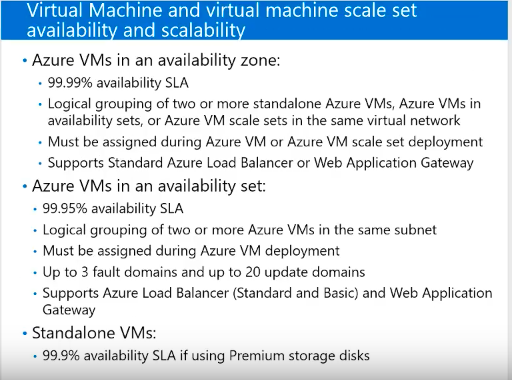 Virtual Machine and virtual machine scale set
availability and scalability
• Azure VMs in an availability zone:
• 99.99% availability SLA
• Logical grouping of two or more standalone Azure VMs, Azure VMs in
availability sets, or Azure VM scale sets in the same virtual network
• Must be assigned during Azure VM or Azure VM scale set deployment
• Supports Standard Azure Load Balancer or Web Application Gateway
• Azure VMs in an availability set:
• 99.95% availability SLA
• Logical grouping of two or more Azure VMs in the same subnet
• Must be assigned during Azure VM deployment
• Up to 3 fault domains and up to 20 update domains
• Supports Azure Load Balancer (Standard and Basic) and Web Application
Gateway
• Standalone VMs:
• 99.9% availability SLA if using Premium storage disks